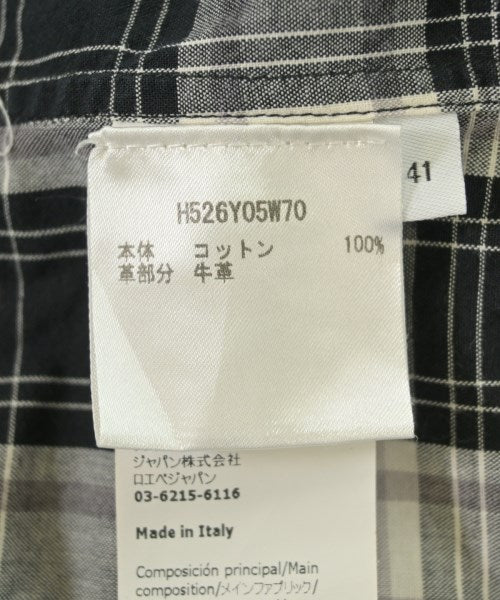 41
H526Y05W70
本体 コットン 100%
革部分 牛革
ジャパン株式会社
ロエベジャパン
03-6215-6116
Made in Italy
Composición principal/Main
composition/メインファブリック/